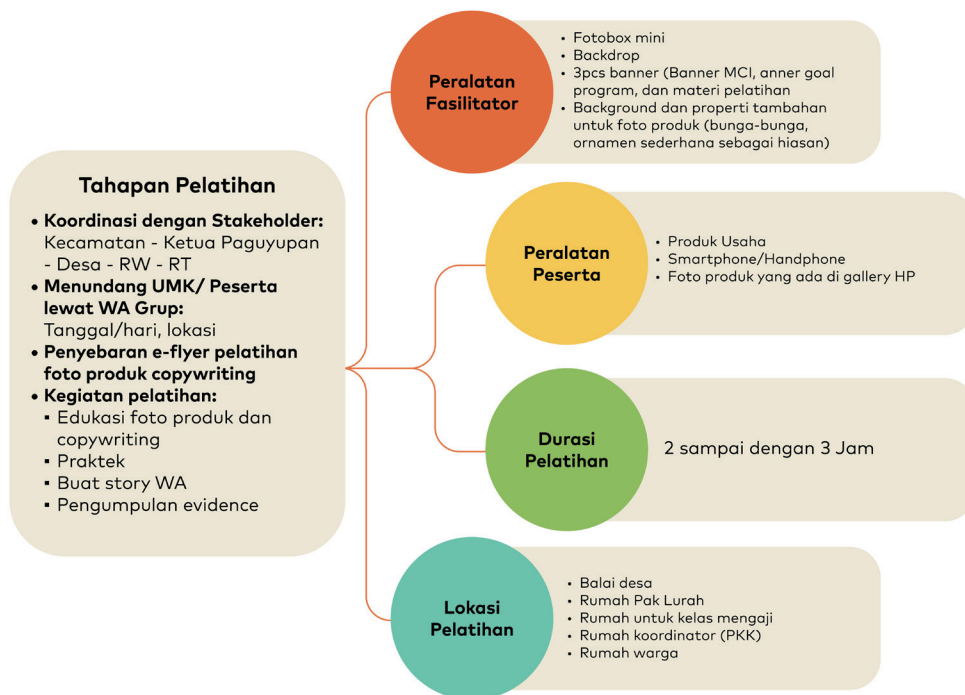 Tahapan Pelatihan
• Koordinasi dengan Stakeholder:
Kecamatan - Ketua Paguyupan
- Desa - RW - RT
• Menundang UMK/ Peserta
lewat WA Grup:
Tanggal/hari, lokasi
• Penyebaran e-flyer pelatihan
foto produk copywriting
• Kegiatan pelatihan:
▪ Edukasi foto produk dan
copywriting
▪ Praktek
▪ Buat story WA
▪ Pengumpulan evidence
Peralatan
Fasilitator
• Fotobox mini
• Backdrop
• 3pcs banner (Banner MCI, anner goal
program, dan materi pelatihan
• Background dan properti tambahan
untuk foto produk (bunga-bunga,
ornamen sederhana sebagai hiasan)
Peralatan
Peserta
• Produk Usaha
• Smartphone/Handphone
• Foto produk yang ada di gallery HP
Durasi
Pelatihan
2 sampai dengan 3 Jam
Lokasi
Pelatihan
• Balai desa
• Rumah Pak Lurah
• Rumah untuk kelas mengaji
• Rumah koordinator (PKK)
• Rumah warga